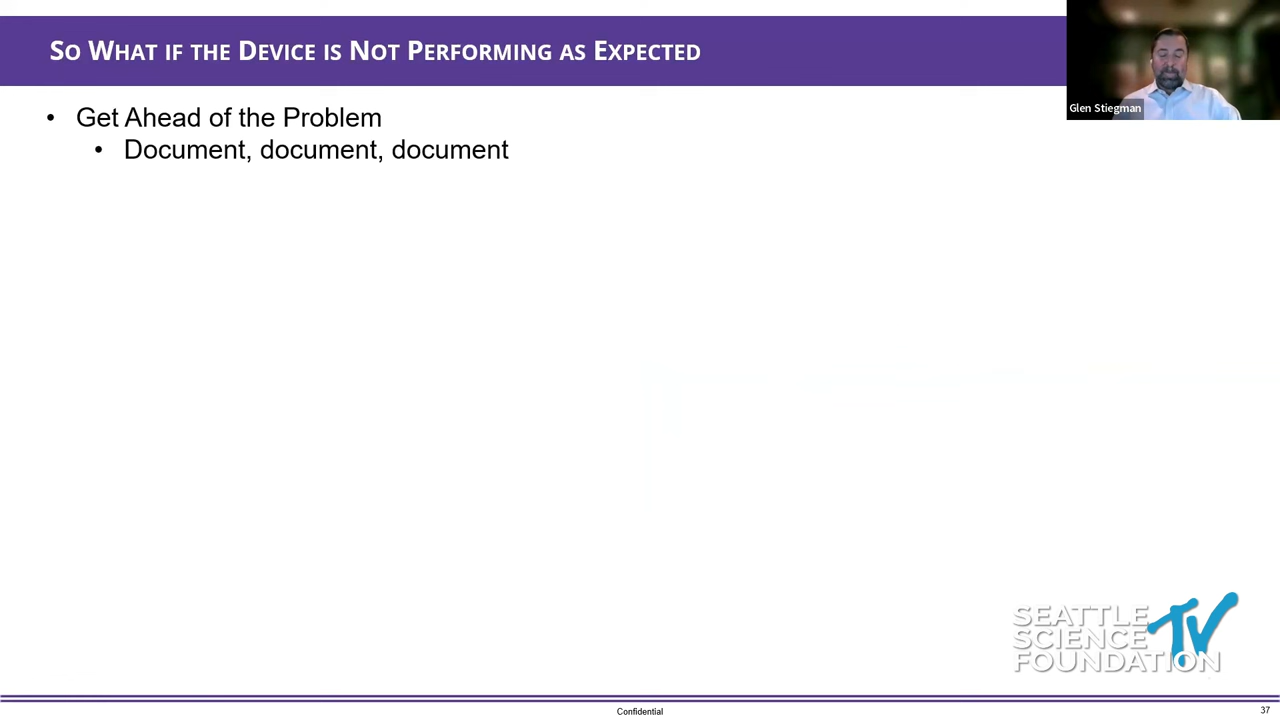 SO WHAT IF THE DEVICE IS NOT PERFORMING AS EXPECTED
Glen Stiegman
• Get Ahead of the Problem
• Document, document, document
SEATTLE
SCIENCE
FOUNDATION
TV
Confidential
37